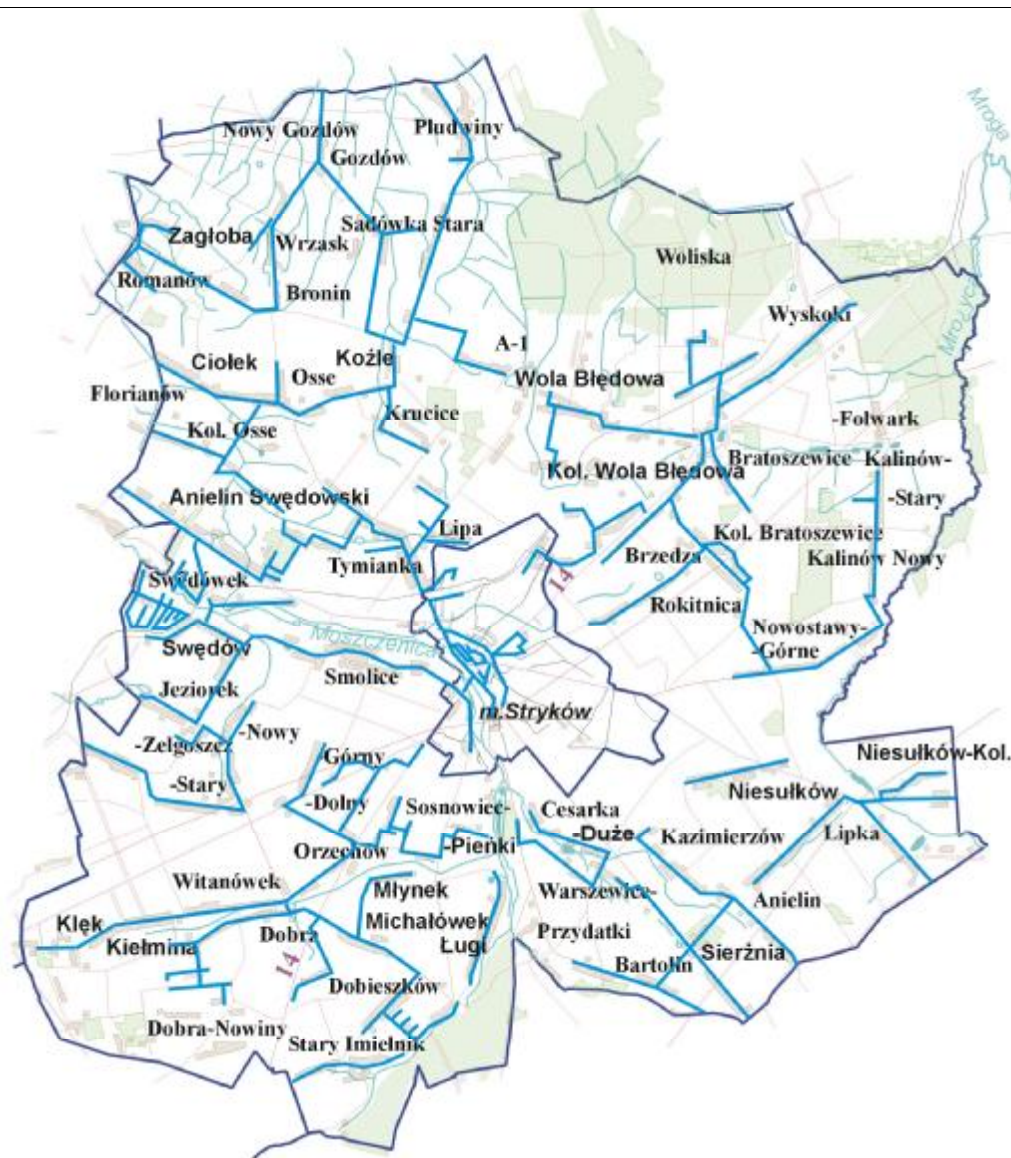 Mroga
Nowy Gozdów
Pludwiny
Gozdów
Zagłoba
Wrzask
Sadówka Stara
Woliska
Romanów
Bronin
Mrożyca
Wyskoki
A-1
Ciołek
Koźle
Osse
Wola Błędowa
Florianów
Krucice
Kol. Osse
-Folwark
Bratoszewice
Kalinów-
Kol. Wola Błędowa
-Stary
Anielin Swędowski
Lipa
Kol. Bratoszewice
Brzedza
Kalinów Nowy
Tymianka
14
Swędówek
Rokitnica
Nowostawy-
-Górne
Moszczenica
Swędów
Smolice
Jeziorek
m.Stryków
-Nowy
-Zelgoszcz
-Stary
Górny
-Dolny
Niesułków-Kol.
Niesułków
Sosnowiec-
-Pieńki
Cesarka
-Duże
Kazimierzów
Lipka
Orzechów
Witanówek
Młynek
Warszewice-
Anielin
Klęk
Kiełmina
Dobra
Michałówek
Ługi
Przydatki
Sierżnia
Bartolin
14
Dobieszków
Dobra-Nowiny
Stary Imielnik